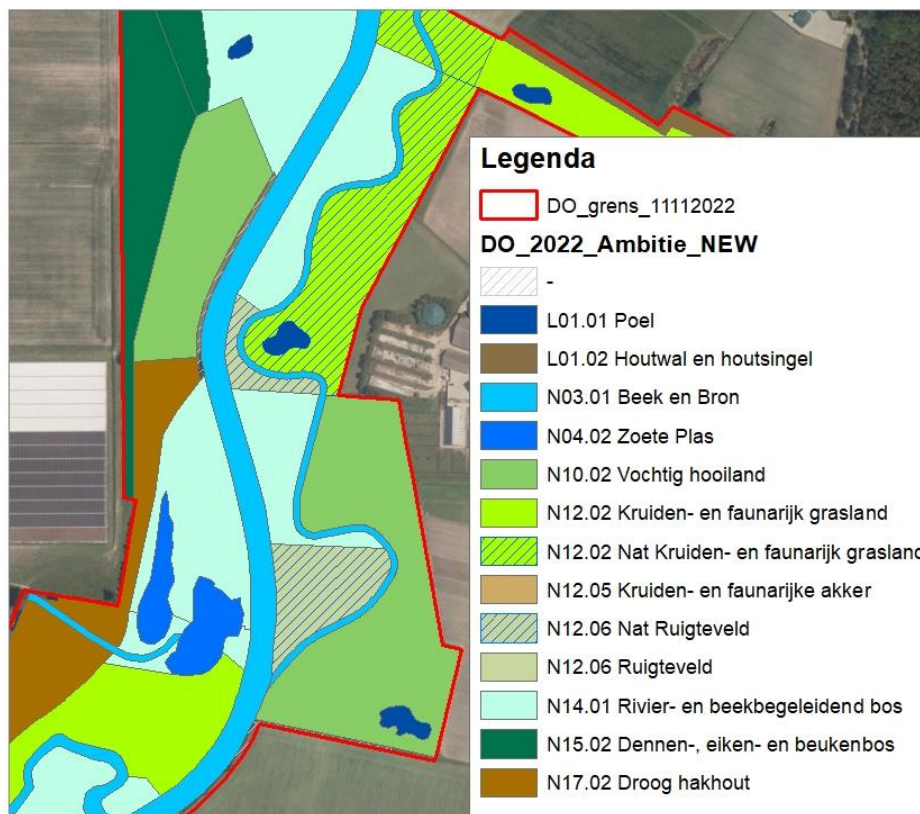 Legenda
DO_grens_11112022
DO_2022_Ambitie_NEW
-
L01.01 Poel
L01.02 Houtwal en houtsingel
N03.01 Beek en Bron
N04.02 Zoete Plas
N10.02 Vochtig hooiland
N12.02 Kruiden- en faunarijk grasland
N12.02 Nat Kruiden- en faunarijk grasland
N12.05 Kruiden- en faunarijke akker
N12.06 Nat Ruigteveld
N12.06 Ruigteveld
N14.01 Rivier- en beekbegeleidend bos
N15.02 Dennen-, eiken- en beukenbos
N17.02 Droog hakhout